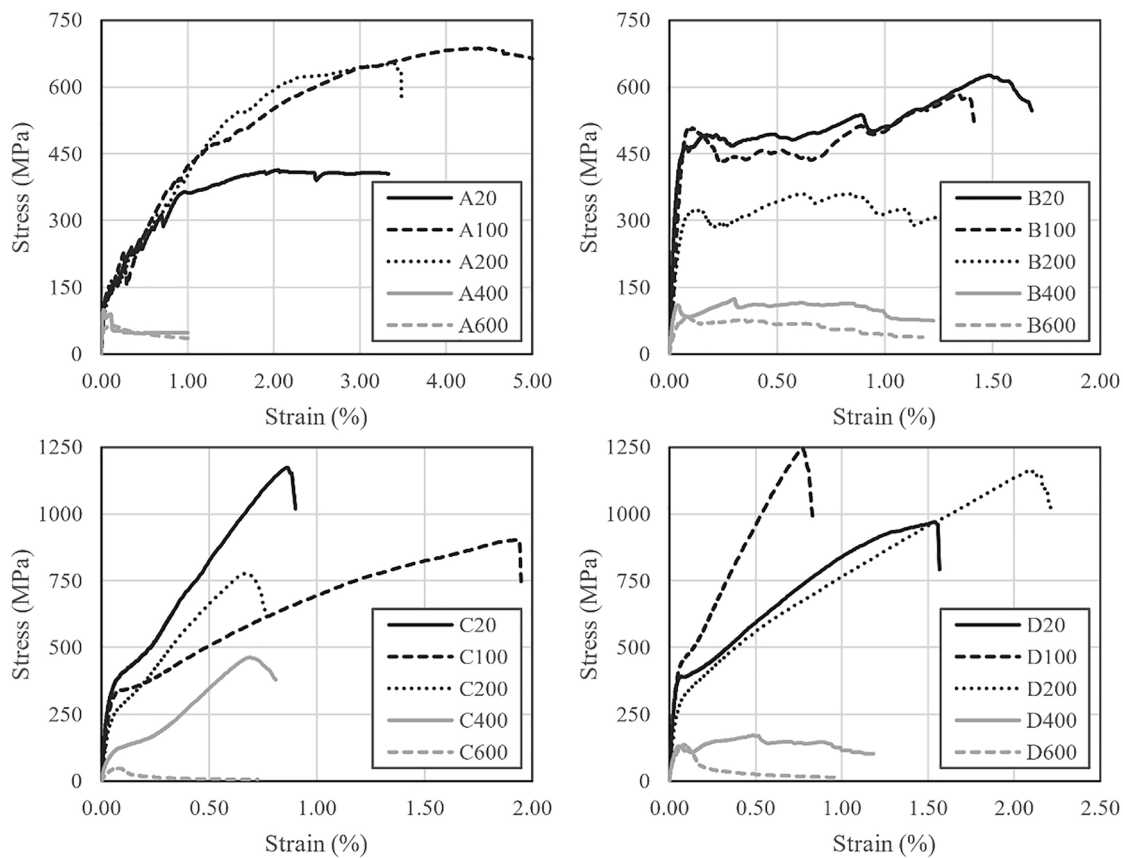 750
600
450
300
150
0
Stress (MPa)
A20
A100
A200
A400
A600
0.00 1.00 2.00 3.00 4.00 5.00
Strain (%)
750
600
450
300
150
0
Stress (MPa)
B20
B100
B200
B400
B600
0.00 0.50 1.00 1.50 2.00
Strain (%)
1250
1000
750
500
250
0
Stress (MPa)
C20
C100
C200
C400
C600
0.00 0.50 1.00 1.50 2.00
Strain (%)
1250
1000
750
500
250
0
Stress (MPa)
D20
D100
D200
D400
D600
0.00 0.50 1.00 1.50 2.00 2.50
Strain (%)